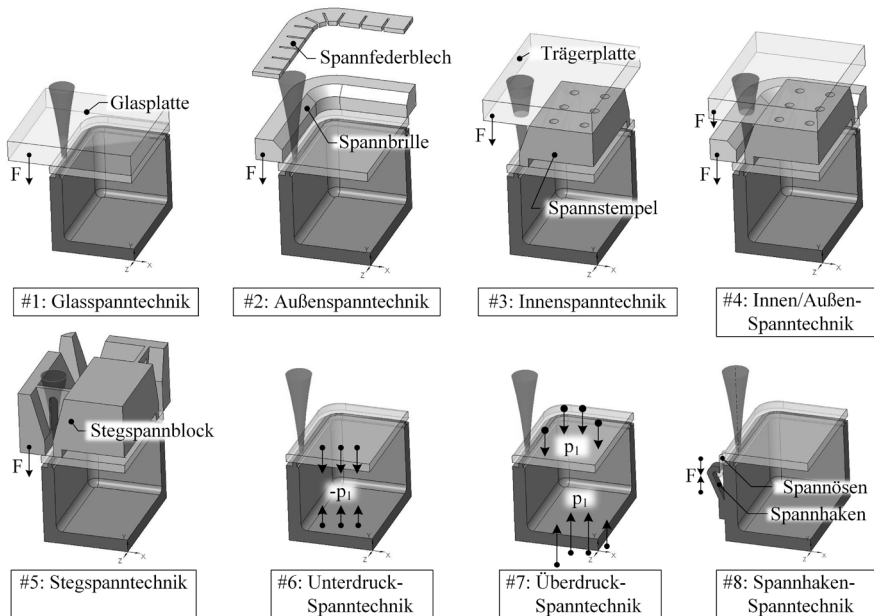 Spannfederblech
Trägerplatte
Glasplatte
Spannbrille
F
F
F
F
Spannstempel
Y
Z
X
Y
Z
X
Y
Z
X
Y
Z
X
#1: Glasspanntechnik
#2: Außenspanntechnik
#3: Innenspanntechnik
#4: Innen/Außen-
Spanntechnik
Stegspannblock
F
-p₁
p₁
p₁
F
Spannösen
Spannhaken
Y
Z
X
Y
Z
X
Y
Z
X
Y
Z
X
#5: Stegspanntechnik
#6: Unterdruck-
Spanntechnik
#7: Überdruck-
Spanntechnik
#8: Spannhaken-
Spanntechnik